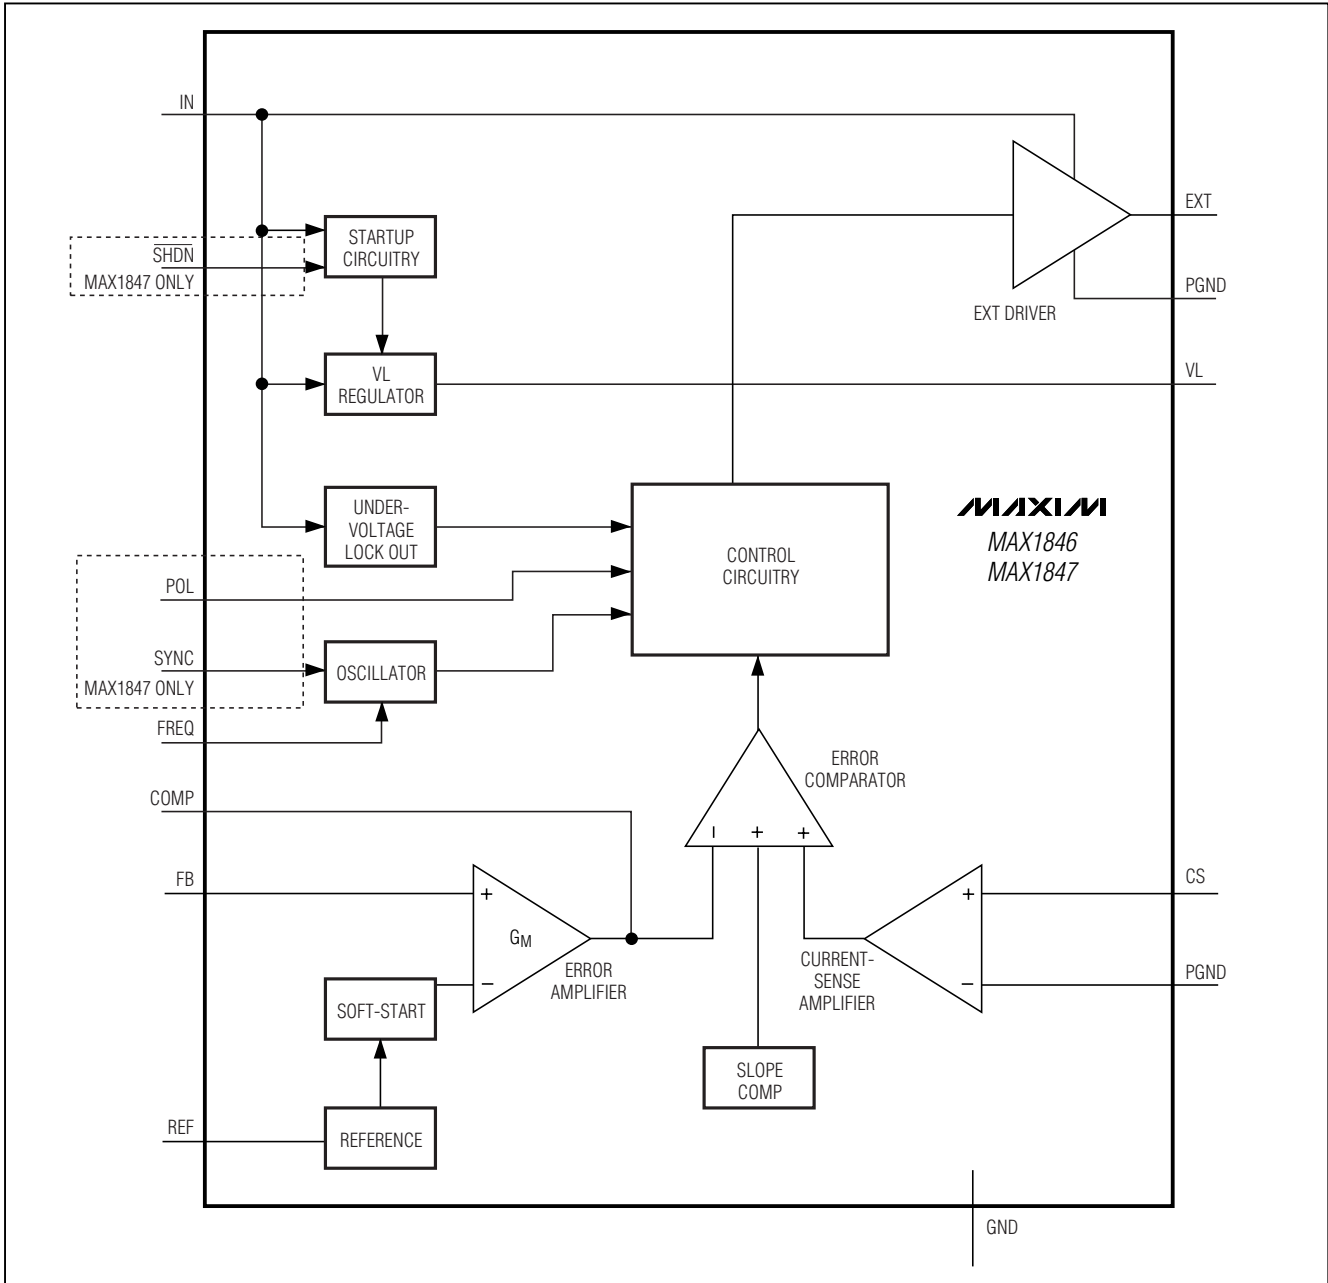 IN
EXT
STARTUP
CIRCUITRY
SHDN
MAX1847 ONLY
PGND
EXT DRIVER
VL
REGULATOR
VL
UNDER-
VOLTAGE
LOCK OUT
CONTROL
CIRCUITRY
MAXIM
MAX1846
MAX1847
POL
SYNC
MAX1847 ONLY
OSCILLATOR
FREQ
ERROR
COMPARATOR
COMP
− + +
FB
+
GM
−
ERROR
AMPLIFIER
CS
+
−
CURRENT-
SENSE
AMPLIFIER
PGND
SOFT-START
SLOPE
COMP
REF
REFERENCE
GND